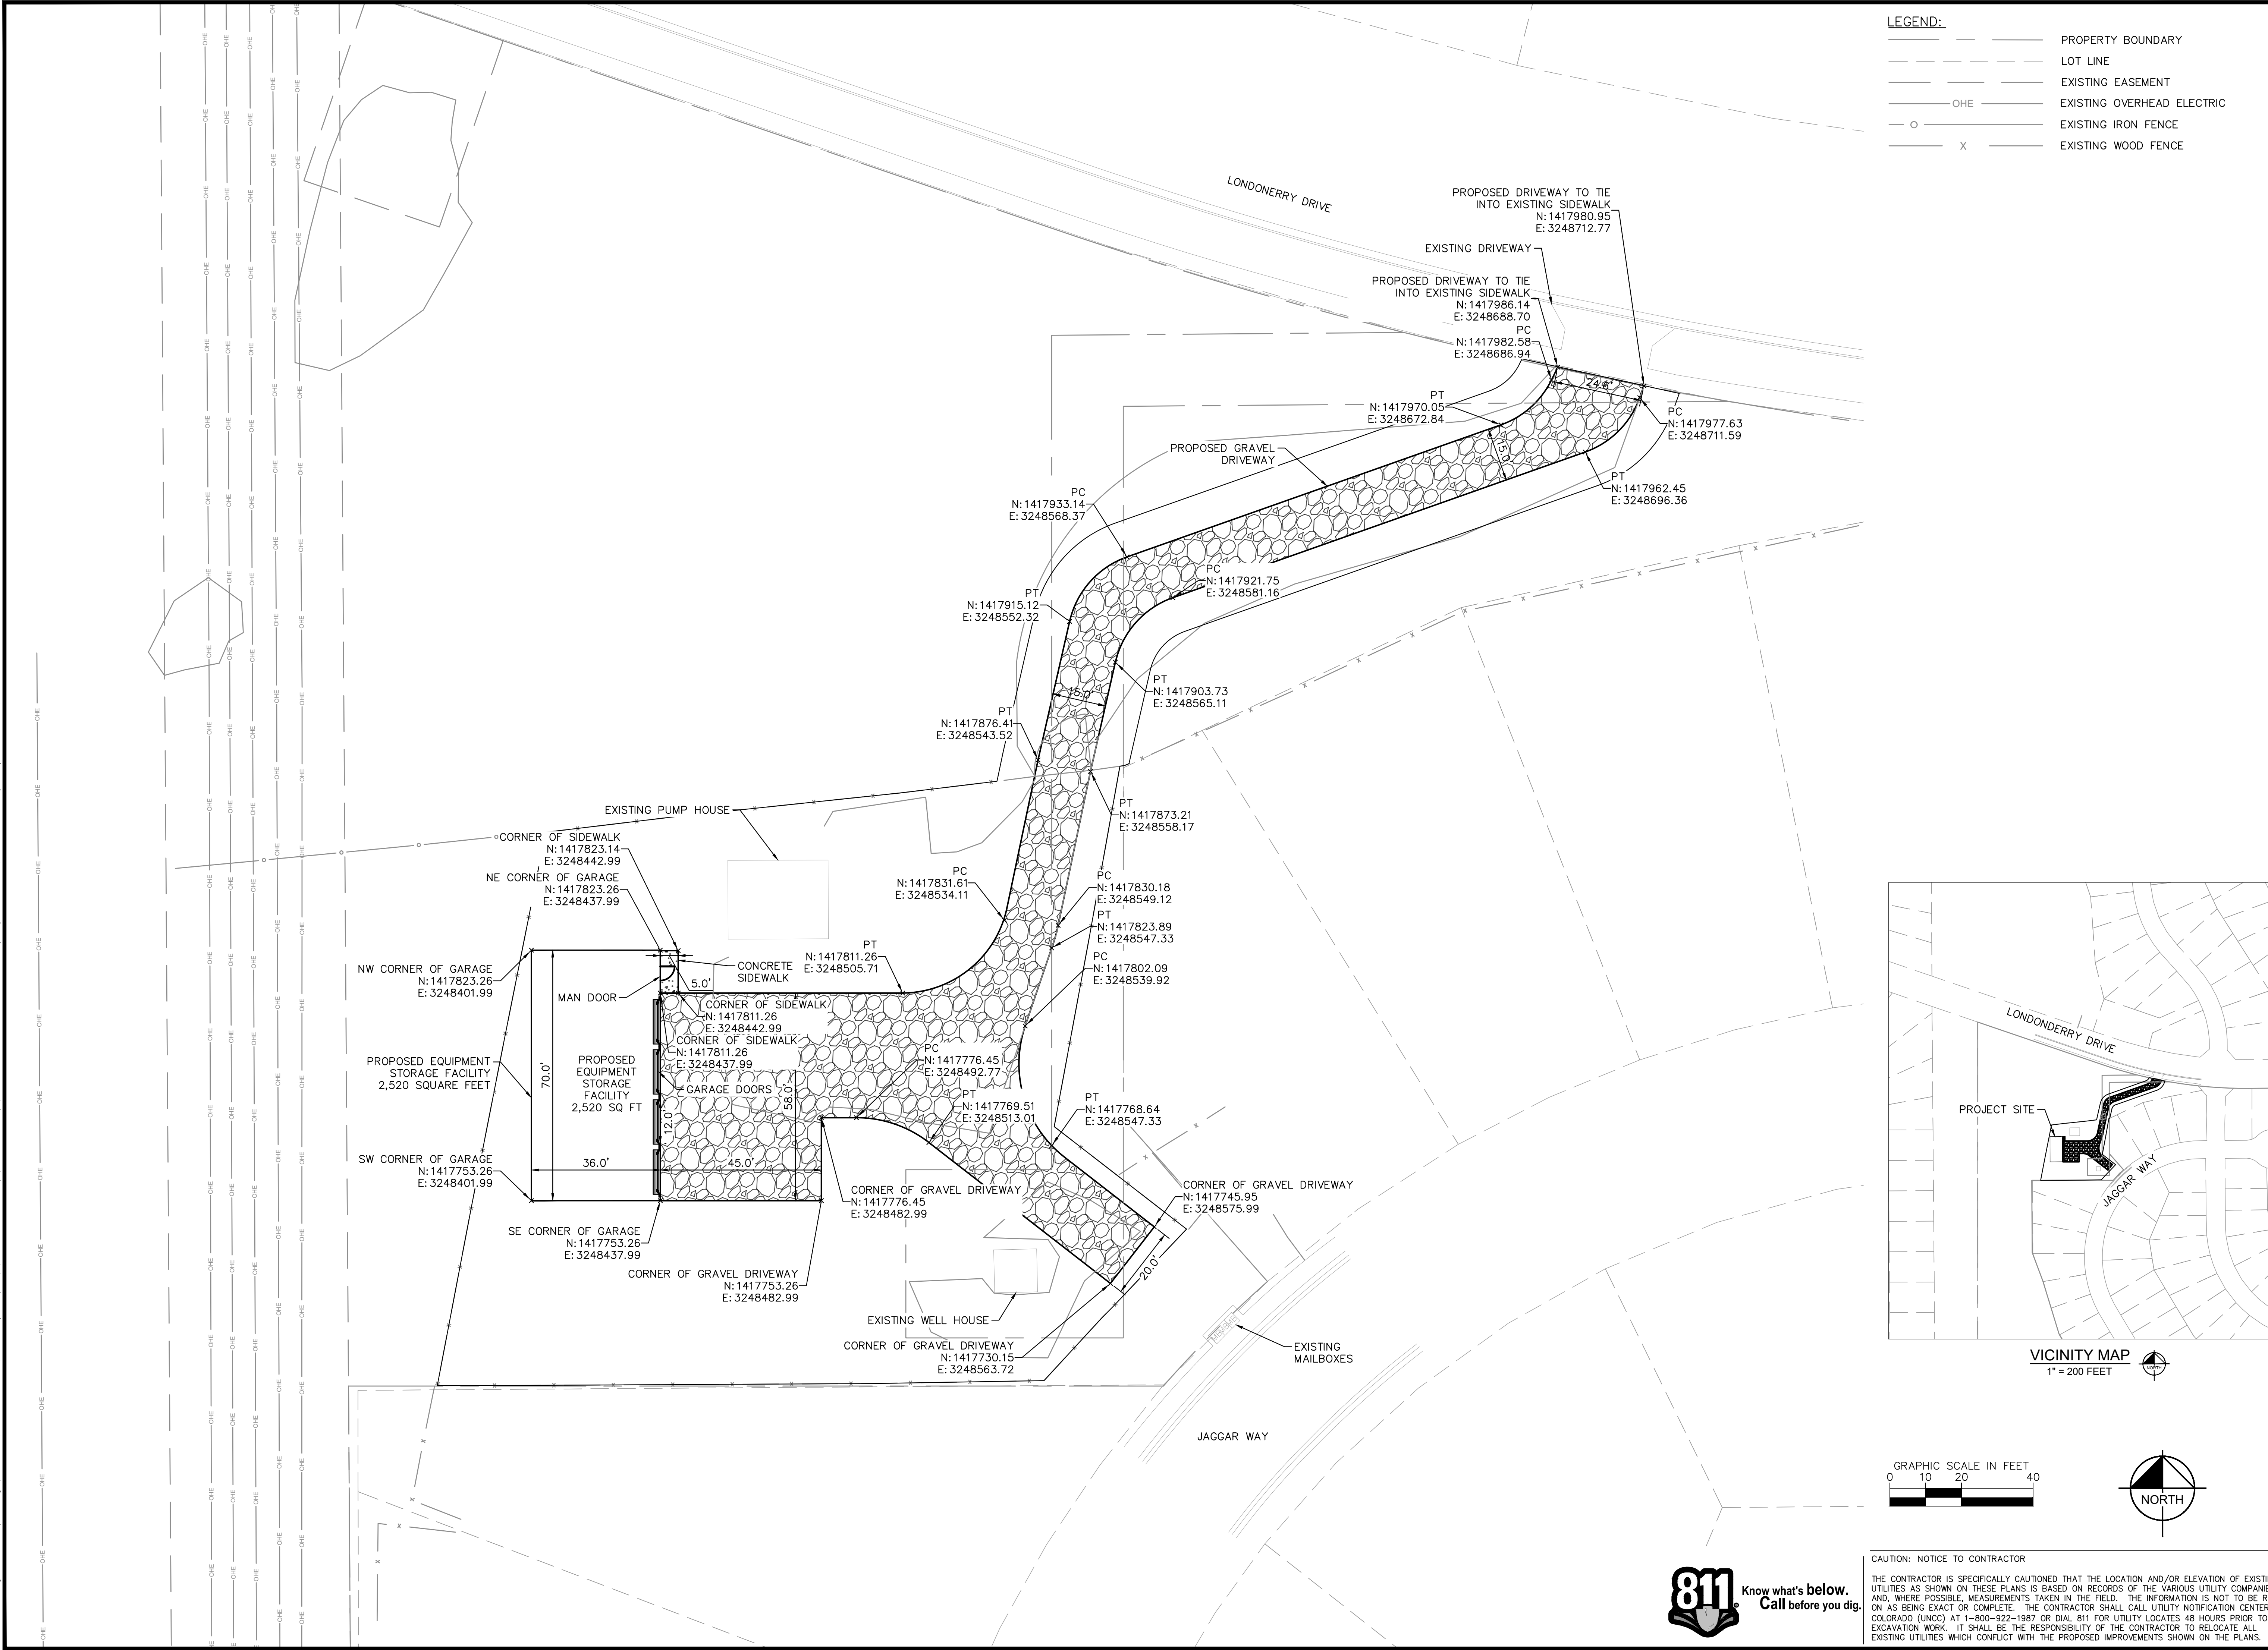 LEGEND:
PROPERTY BOUNDARY
LOT LINE
EXISTING EASEMENT
OHE
EXISTING OVERHEAD ELECTRIC
EXISTING IRON FENCE
X
EXISTING WOOD FENCE
LONDONERRY DRIVE
PROPOSED DRIVEWAY TO TIE
INTO EXISTING SIDEWALK
N: 1417980.95
E: 3248712.77
EXISTING DRIVEWAY
PROPOSED DRIVEWAY TO TIE
INTO EXISTING SIDEWALK
N: 1417986.14
E: 3248688.70
PC
N: 1417982.58
E: 3248686.94
24.6'
PT
N: 1417970.05
E: 3248672.84
PC
N: 1417977.63
E: 3248711.59
PROPOSED GRAVEL
DRIVEWAY
15.0'
PT
N: 1417962.45
E: 3248696.36
PC
N: 1417933.14
E: 3248568.37
PC
N: 1417921.75
E: 3248581.16
PT
N: 1417915.12
E: 3248552.32
PT
N: 1417903.73
E: 3248565.11
15.0'
PT
N: 1417876.41
E: 3248543.52
PT
N: 1417873.21
E: 3248558.17
EXISTING PUMP HOUSE
CORNER OF SIDEWALK
N: 1417823.14
E: 3248442.99
NE CORNER OF GARAGE
N: 1417823.26
E: 3248437.99
PC
N: 1417831.61
E: 3248534.11
PC
N: 1417830.18
E: 3248549.12
PT
N: 1417823.89
E: 3248547.33
PT
N: 1417811.26
E: 3248505.71
PC
N: 1417802.09
E: 3248539.92
NW CORNER OF GARAGE
N: 1417823.26
E: 3248401.99
CONCRETE
SIDEWALK
5.0'
MAN DOOR
CORNER OF SIDEWALK
N: 1417811.26
E: 3248442.99
CORNER OF SIDEWALK
N: 1417811.26
E: 3248437.99
GARAGE DOORS
PROPOSED EQUIPMENT
STORAGE FACILITY
2,520 SQUARE FEET
70.0'
PROPOSED
EQUIPMENT
STORAGE
FACILITY
2,520 SQ FT
12.0'
58.0'
PC
N: 1417776.45
E: 3248492.77
PT
N: 1417769.51
E: 3248513.01
PT
N: 1417768.64
E: 3248547.33
36.0'
45.0'
SW CORNER OF GARAGE
N: 1417753.26
E: 3248401.99
CORNER OF GRAVEL DRIVEWAY
N: 1417776.45
E: 3248482.99
CORNER OF GRAVEL DRIVEWAY
N: 1417745.95
E: 3248575.99
SE CORNER OF GARAGE
N: 1417753.26
E: 3248437.99
CORNER OF GRAVEL DRIVEWAY
N: 1417753.26
E: 3248482.99
20.0'
EXISTING WELL HOUSE
CORNER OF GRAVEL DRIVEWAY
N: 1417730.15
E: 3248563.72
EXISTING
MAILBOXES
JAGGAR WAY
LONDONDERRY DRIVE
PROJECT SITE
JAGGAR WAY
VICINITY MAP
1" = 200 FEET
NORTH
GRAPHIC SCALE IN FEET
0 10 20 40
NORTH
811
Know what's below.
Call before you dig.
CAUTION: NOTICE TO CONTRACTOR
THE CONTRACTOR IS SPECIFICALLY CAUTIONED THAT THE LOCATION AND/OR ELEVATION OF EXISTI
UTILITIES AS SHOWN ON THESE PLANS IS BASED ON RECORDS OF THE VARIOUS UTILITY COMPANIE
AND, WHERE POSSIBLE, MEASUREMENTS TAKEN IN THE FIELD. THE INFORMATION IS NOT TO BE R
ON AS BEING EXACT OR COMPLETE. THE CONTRACTOR SHALL CALL UTILITY NOTIFICATION CENTER
COLORADO (UNCC) AT 1-800-922-1987 OR DIAL 811 FOR UTILITY LOCATES 48 HOURS PRIOR TO
EXCAVATION WORK. IT SHALL BE THE RESPONSIBILITY OF THE CONTRACTOR TO RELOCATE ALL
EXISTING UTILITIES WHICH CONFLICT WITH THE PROPOSED IMPROVEMENTS SHOWN ON THE PLANS.